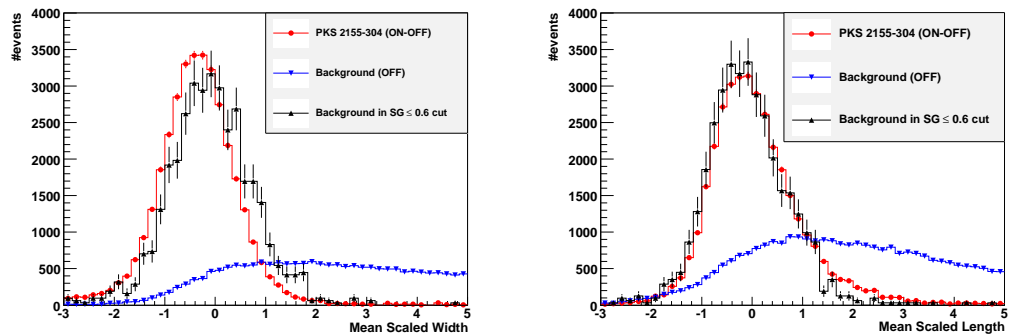 #events
4000
3500
3000
2500
2000
1500
1000
500
0
-3 -2 -1 0 1 2 3 4 5
Mean Scaled Width
PKS 2155-304 (ON-OFF)
Background (OFF)
Background in SG ≤ 0.6 cut
#events
4000
3500
3000
2500
2000
1500
1000
500
0
-3 -2 -1 0 1 2 3 4 5
Mean Scaled Length
PKS 2155-304 (ON-OFF)
Background (OFF)
Background in SG ≤ 0.6 cut